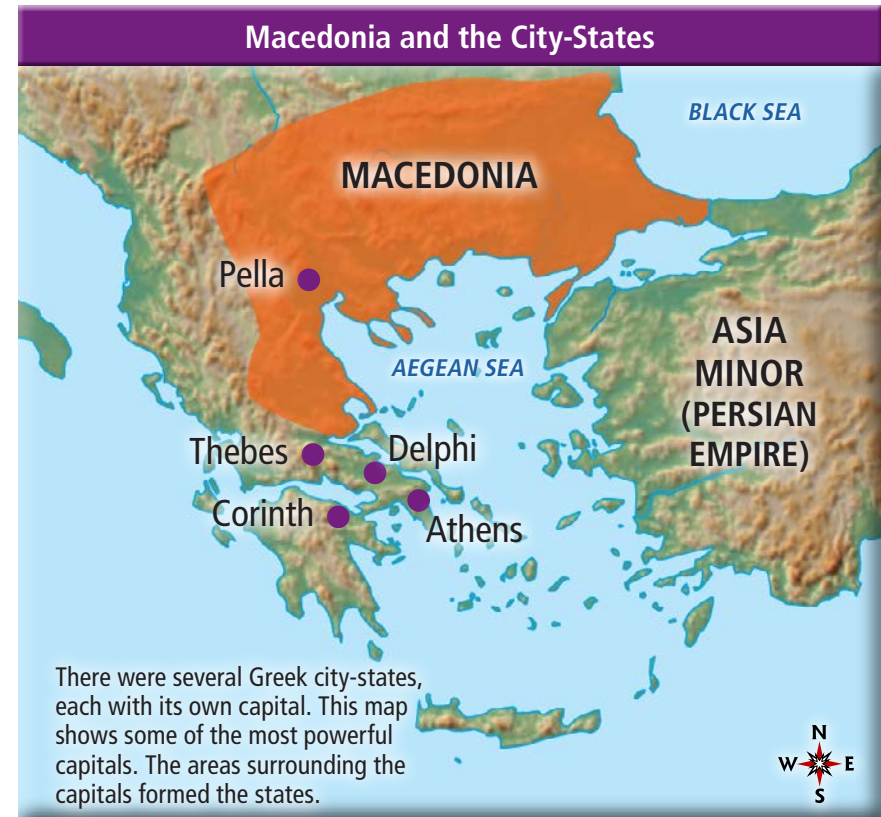 Macedonia and the City-States
BLACK SEA
MACEDONIA
Pella
ASIA
MINOR
(PERSIAN
EMPIRE)
AEGEAN SEA
Thebes
Delphi
Corinth
Athens
There were several Greek city-states,
each with its own capital. This map
shows some of the most powerful
capitals. The areas surrounding the
capitals formed the states.
N
W
E
S